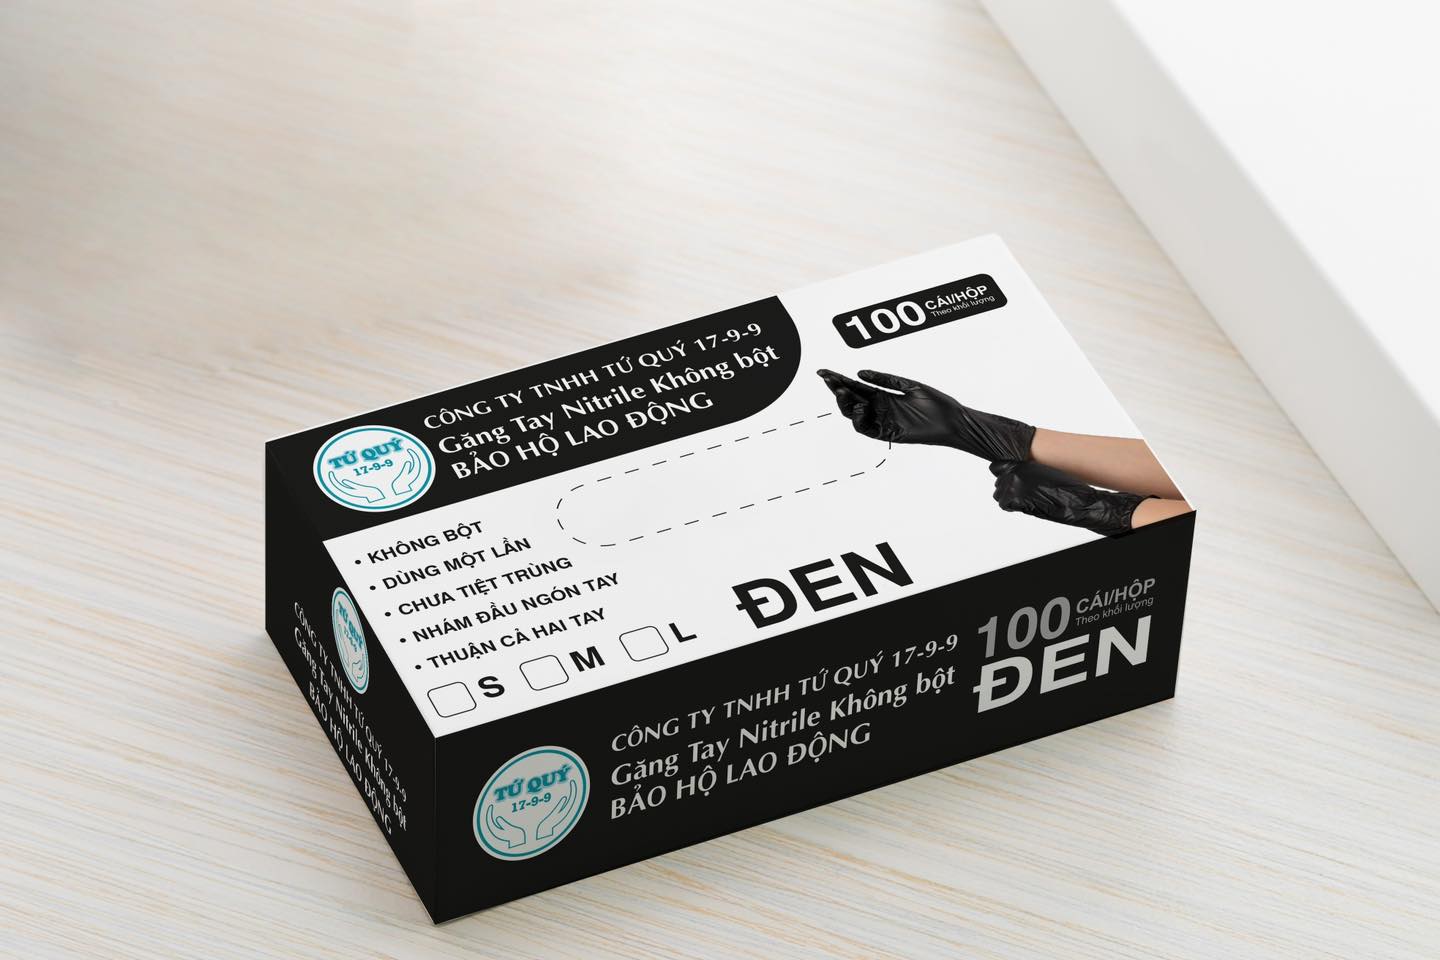 CÔNG TY TNHH TỨ QUÝ 17-9-9
Găng Tay Nitrile Không bột
BẢO HỘ LAO ĐỘNG
TỨ QUÝ
17-9-9
100 CÁI/HỘP
Theo khối lượng
• KHÔNG BỘT
• DÙNG MỘT LẦN
• CHƯA TIỆT TRÙNG
• NHÁM ĐẦU NGÓN TAY
• THUẬN CẢ HAI TAY
S M L
ĐEN
CÔNG TY TNHH TỨ QUÝ 17-9-9
Găng Tay Nitrile Không bột
BẢO HỘ LAO ĐỘNG
TỨ QUÝ
17-9-9
CÔNG TY TNHH TỨ QUÝ 17-9-9
Găng Tay Nitrile Không bột
BẢO HỘ LAO ĐỘNG
100 CÁI/HỘP
Theo khối lượng
ĐEN